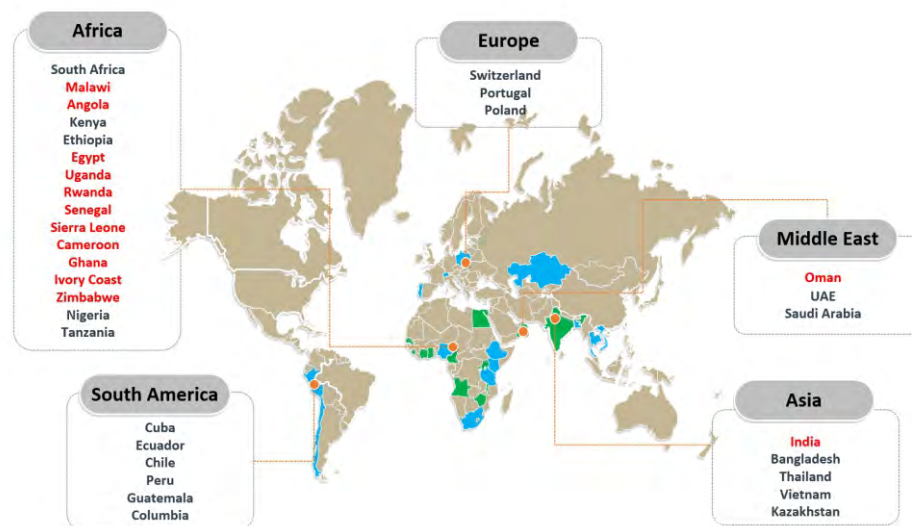 Africa
South Africa
Malawi
Angola
Kenya
Ethiopia
Egypt
Uganda
Rwanda
Senegal
Sierra Leone
Cameroon
Ghana
Ivory Coast
Zimbabwe
Nigeria
Tanzania
Europe
Switzerland
Portugal
Poland
Middle East
Oman
UAE
Saudi Arabia
South America
Cuba
Ecuador
Chile
Peru
Guatemala
Columbia
Asia
India
Bangladesh
Thailand
Vietnam
Kazakhstan